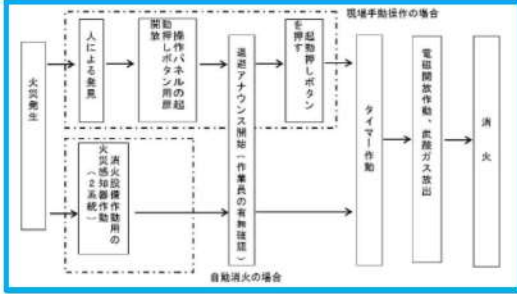 現場手動操作の場合
火災発生
人による発見
操作パネルの起
動押しボタン用扉
開放
退避アナウンス開始(作業員の有無確認)
起動押しボタン
を押す
タイマー作動
電磁開放作動、炭酸ガス放出
消火
消火設備作動用の
火災感知器作動
(2系統)
自動消火の場合